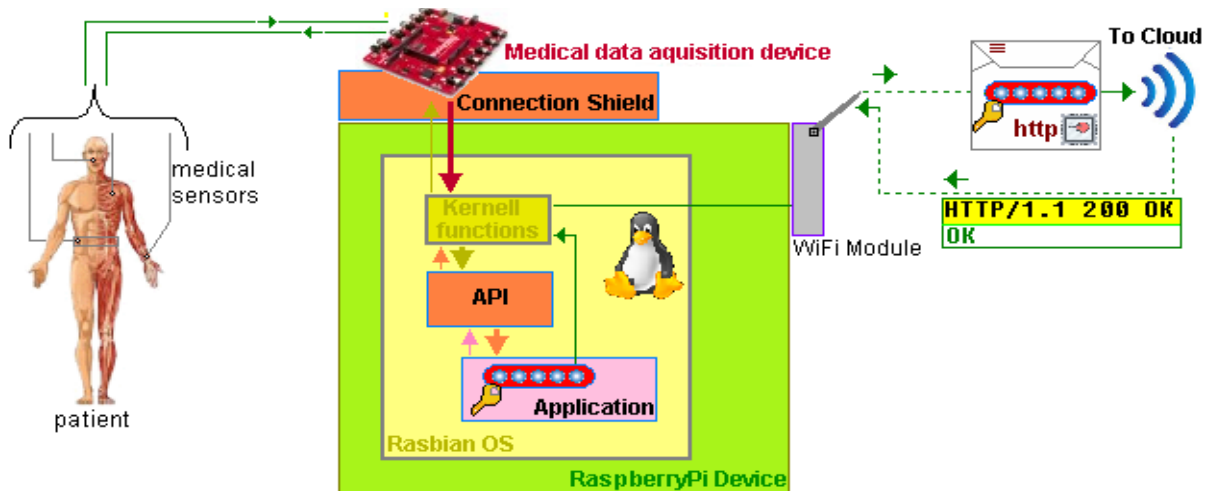 To Cloud
Medical data aquisition device
Connection Shield
http
medical
sensors
Kernell
functions
HTTP/1.1 200 OK
OK
WiFi Module
API
Application
patient
Rasbian OS
RaspberryPi Device